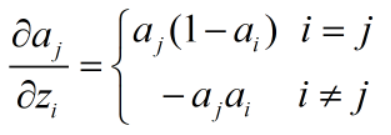 ∂a_j/∂z_i = { a_j(1−a_i)  i = j
−a_j a_i  i ≠ j